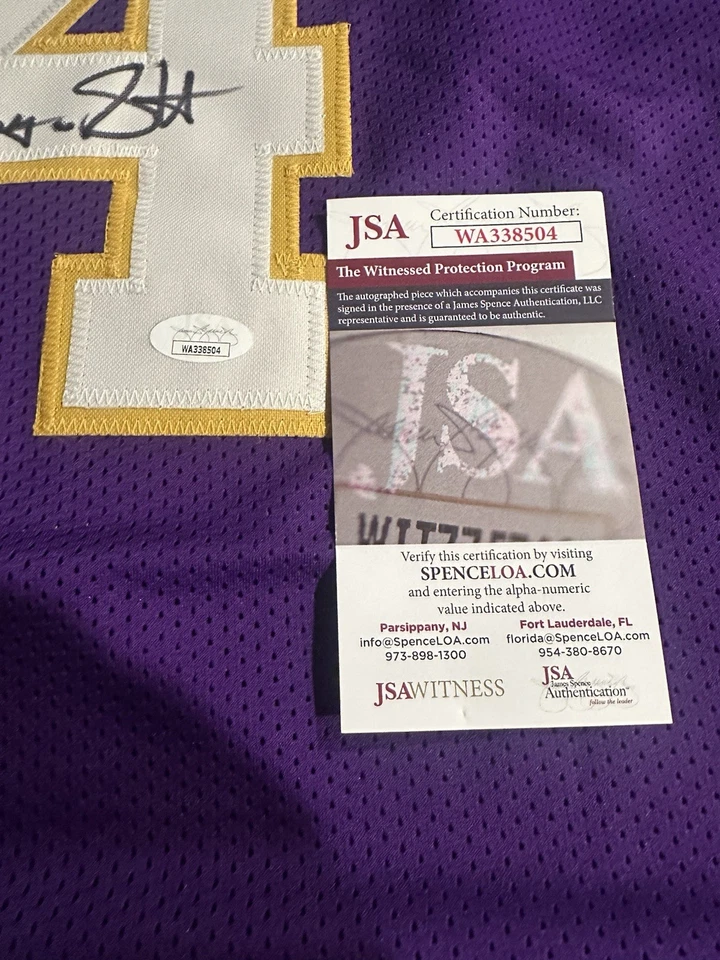 4
WA338504
JSA
Certification Number:
WA338504
The Witnessed Protection Program
The autographed piece which accompanies this certificate was
signed in the presence of a James Spence Authentication, LLC
representative and is guaranteed to be authentic.
JSA
Verify this certification by visiting
SPENCELOA.COM
and entering the alpha-numeric
value indicated above.
Parsippany, NJ
info@SpenceLOA.com
973-898-1300
Fort Lauderdale, FL
florida@SpenceLOA.com
954-380-8670
JSAWITNESS
JSA
James Spence
Authentication
follow the leader